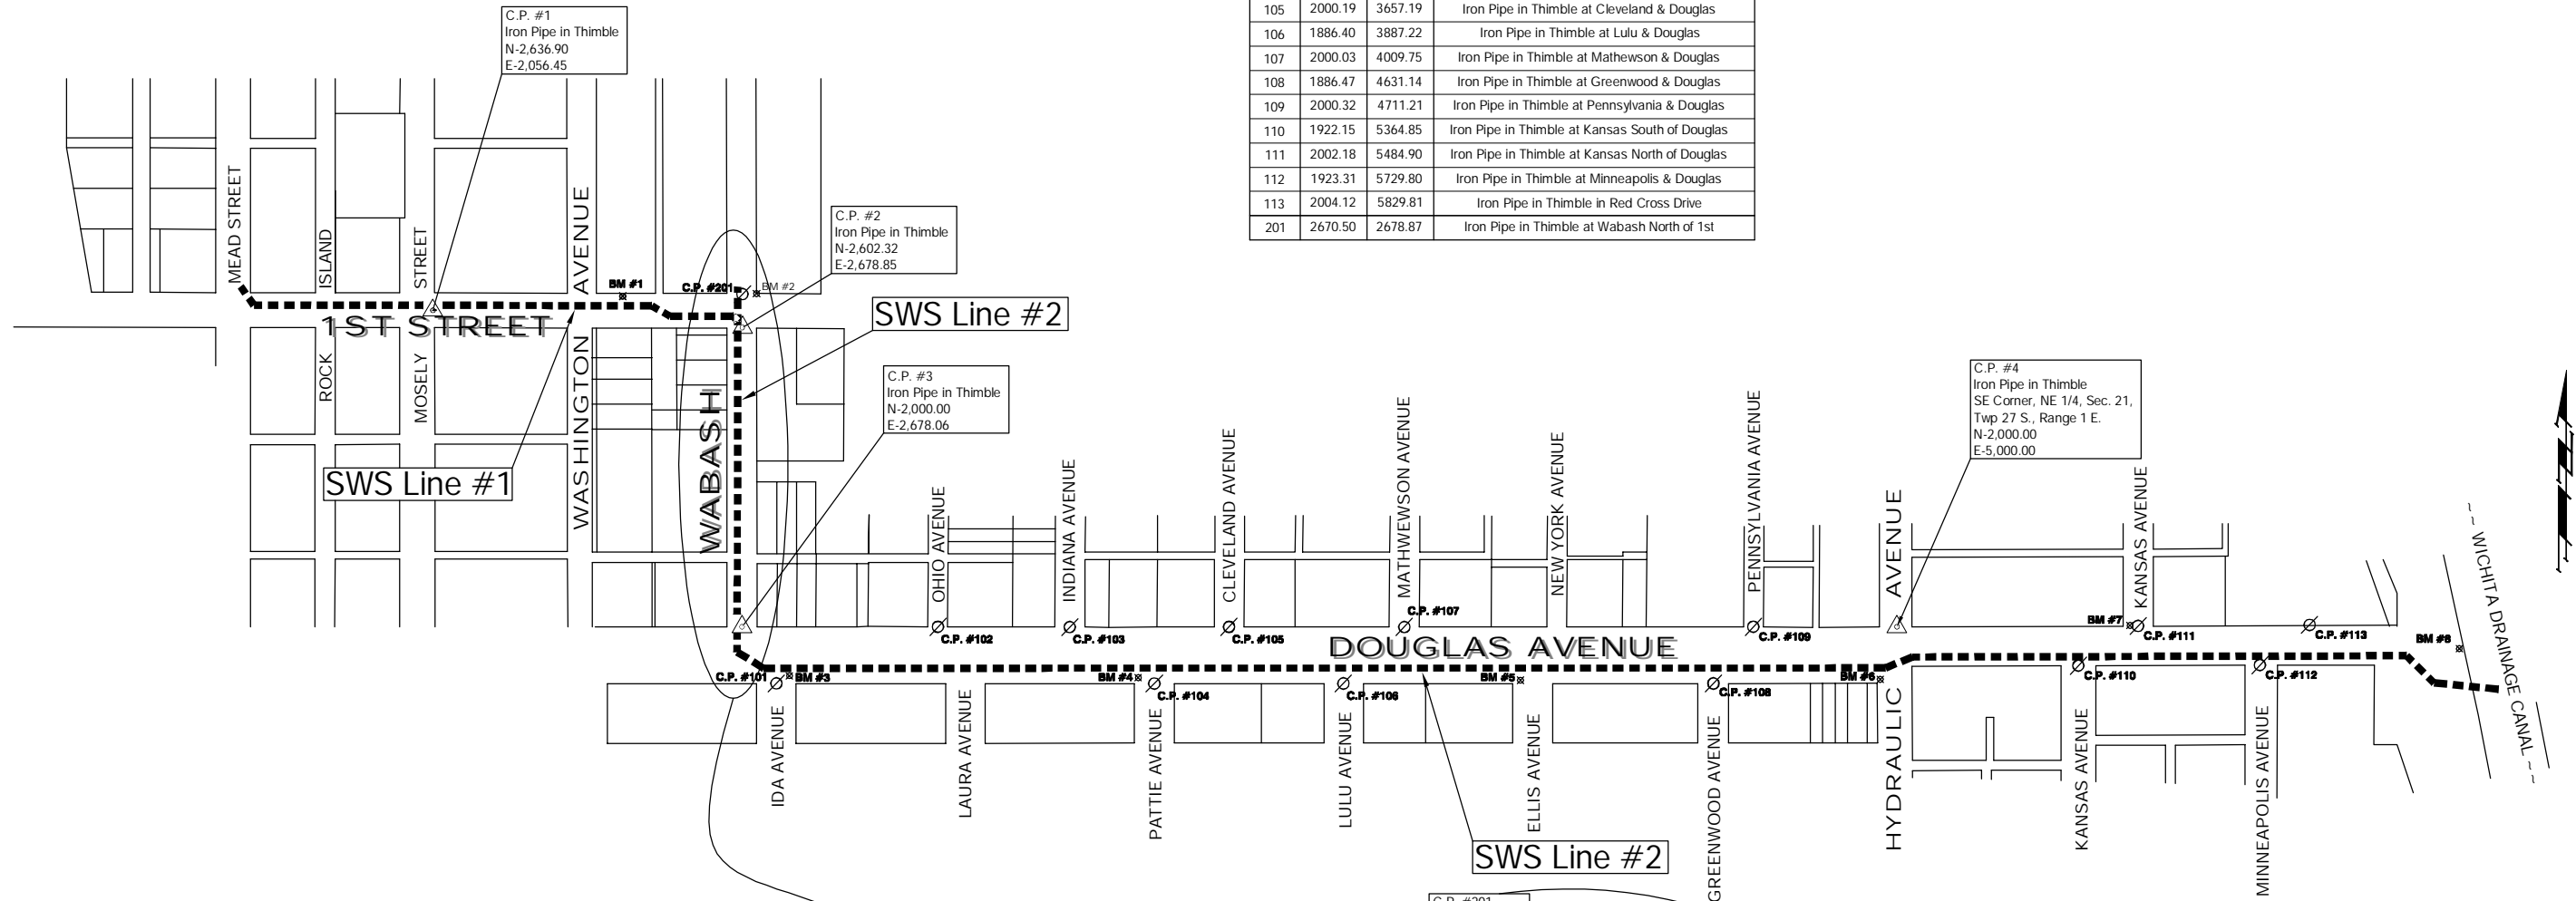 C.P. #1
Iron Pipe in Thimble
N-2,636.90
E-2,056.45
105 2000.19 3657.19 Iron Pipe in Thimble at Cleveland & Douglas
106 1886.40 3887.22 Iron Pipe in Thimble at Lulu & Douglas
107 2000.03 4009.75 Iron Pipe in Thimble at Mathewson & Douglas
108 1886.47 4631.14 Iron Pipe in Thimble at Greenwood & Douglas
109 2000.32 4711.21 Iron Pipe in Thimble at Pennsylvania & Douglas
110 1922.15 5364.85 Iron Pipe in Thimble at Kansas South of Douglas
111 2002.18 5484.90 Iron Pipe in Thimble at Kansas North of Douglas
112 1923.31 5729.80 Iron Pipe in Thimble at Minneapolis & Douglas
113 2004.12 5829.81 Iron Pipe in Thimble in Red Cross Drive
201 2670.50 2678.87 Iron Pipe in Thimble at Wabash North of 1st
C.P. #2
Iron Pipe in Thimble
N-2,602.32
E-2,678.85
MEAD STREET
ISLAND
STREET
AVENUE
BM #1
C.P. #201
BM #2
SWS Line #2
1ST STREET
ROCK
MOSELY
WASHINGTON
WABASH
C.P. #3
Iron Pipe in Thimble
N-2,000.00
E-2,678.06
C.P. #4
Iron Pipe in Thimble
SE Corner, NE 1/4, Sec. 21,
Twp 27 S., Range 1 E.
N-2,000.00
E-5,000.00
SWS Line #1
OHIO AVENUE
INDIANA AVENUE
CLEVELAND AVENUE
MATHWEWSON AVENUE
NEW YORK AVENUE
PENNSYLVANIA AVENUE
AVENUE
KANSAS AVENUE
~ ~ WICHITA DRAINAGE CANAL ~ ~
C.P. #107
C.P. #102
C.P. #103
C.P. #105
C.P. #109
BM #7
C.P. #111
C.P. #113
BM #8
DOUGLAS AVENUE
C.P. #101
BM #3
BM #4
C.P. #104
C.P. #106
BM #5
C.P. #108
BM #6
C.P. #110
C.P. #112
IDA AVENUE
LAURA AVENUE
PATTIE AVENUE
LULU AVENUE
ELLIS AVENUE
GREENWOOD AVENUE
HYDRAULIC
KANSAS AVENUE
MINNEAPOLIS AVENUE
SWS Line #2
C.P. #201